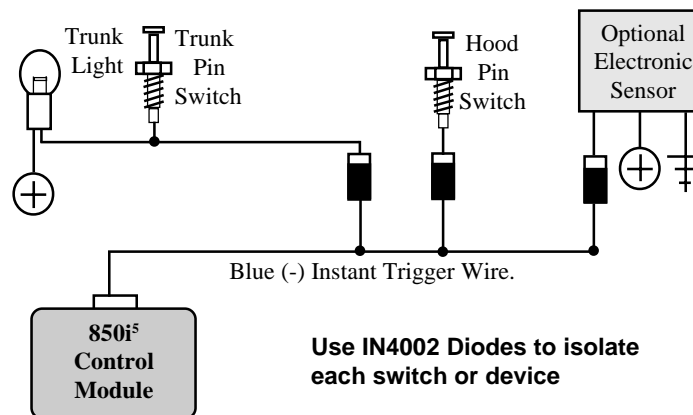 Trunk
Light
Trunk
Pin
Switch
Hood
Pin
Switch
Optional
Electronic
Sensor
Blue (-) Instant Trigger Wire.
850i⁵
Control
Module
Use IN4002 Diodes to isolate
each switch or device